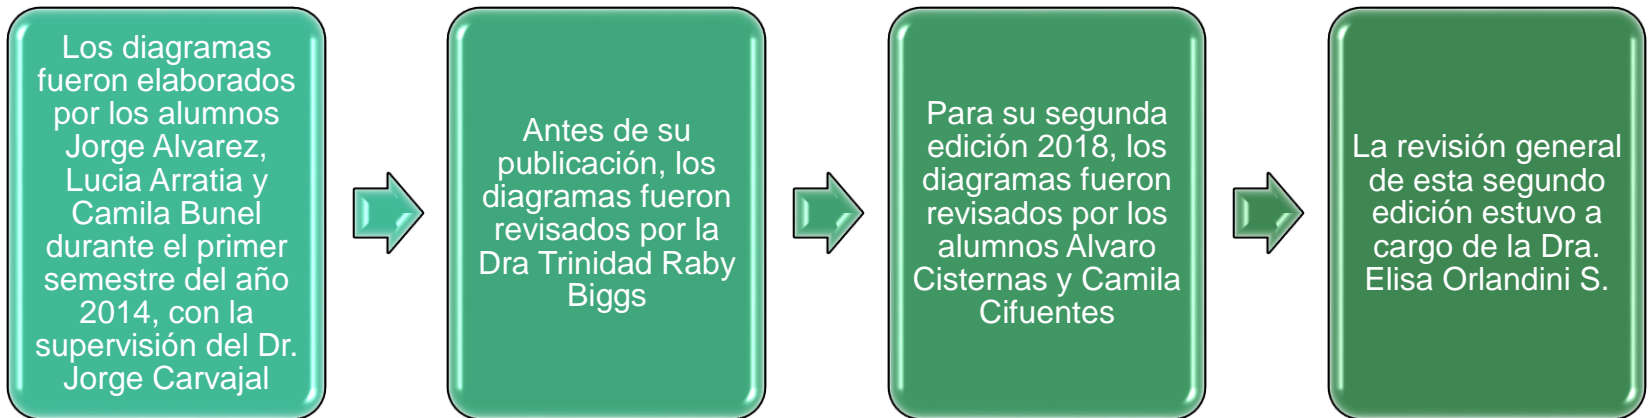 Los diagramas
fueron elaborados
por los alumnos
Jorge Alvarez,
Lucia Arratia y
Camila Bunel
durante el primer
semestre del año
2014, con la
supervisión del Dr.
Jorge Carvajal
Antes de su
publicación, los
diagramas fueron
revisados por la
Dra Trinidad Raby
Biggs
Para su segunda
edición 2018, los
diagramas fueron
revisados por los
alumnos Alvaro
Cisternas y Camila
Cifuentes
La revisión general
de esta segundo
edición estuvo a
cargo de la Dra.
Elisa Orlandini S.